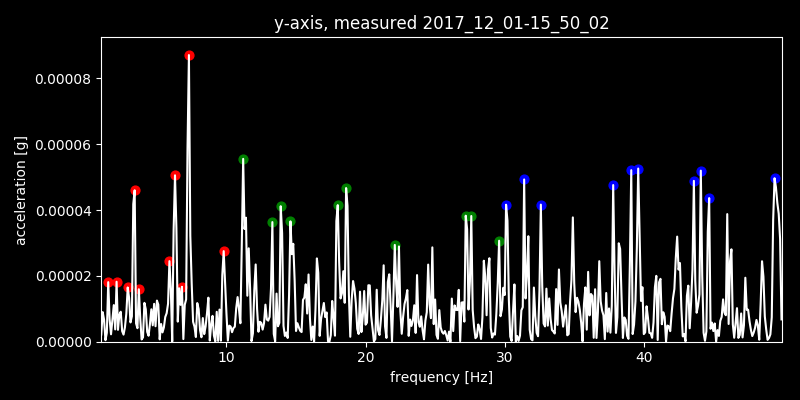 y-axis, measured 2017_12_01-15_50_02
0.00008
0.00006
0.00004
0.00002
0.00000
acceleration [g]
10 20 30 40
frequency [Hz]